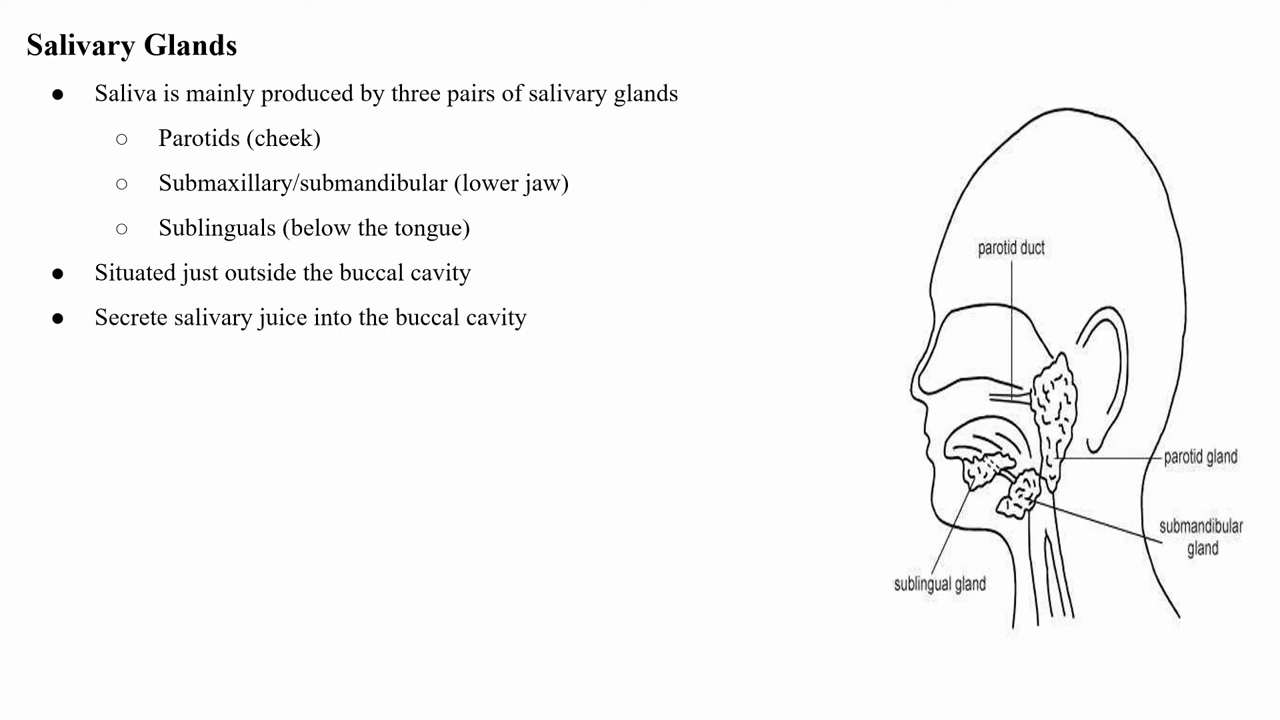 Salivary Glands
● Saliva is mainly produced by three pairs of salivary glands
○ Parotids (cheek)
○ Submaxillary/submandibular (lower jaw)
○ Sublinguals (below the tongue)
● Situated just outside the buccal cavity
● Secrete salivary juice into the buccal cavity
parotid duct
parotid gland
submandibular
gland
sublingual gland